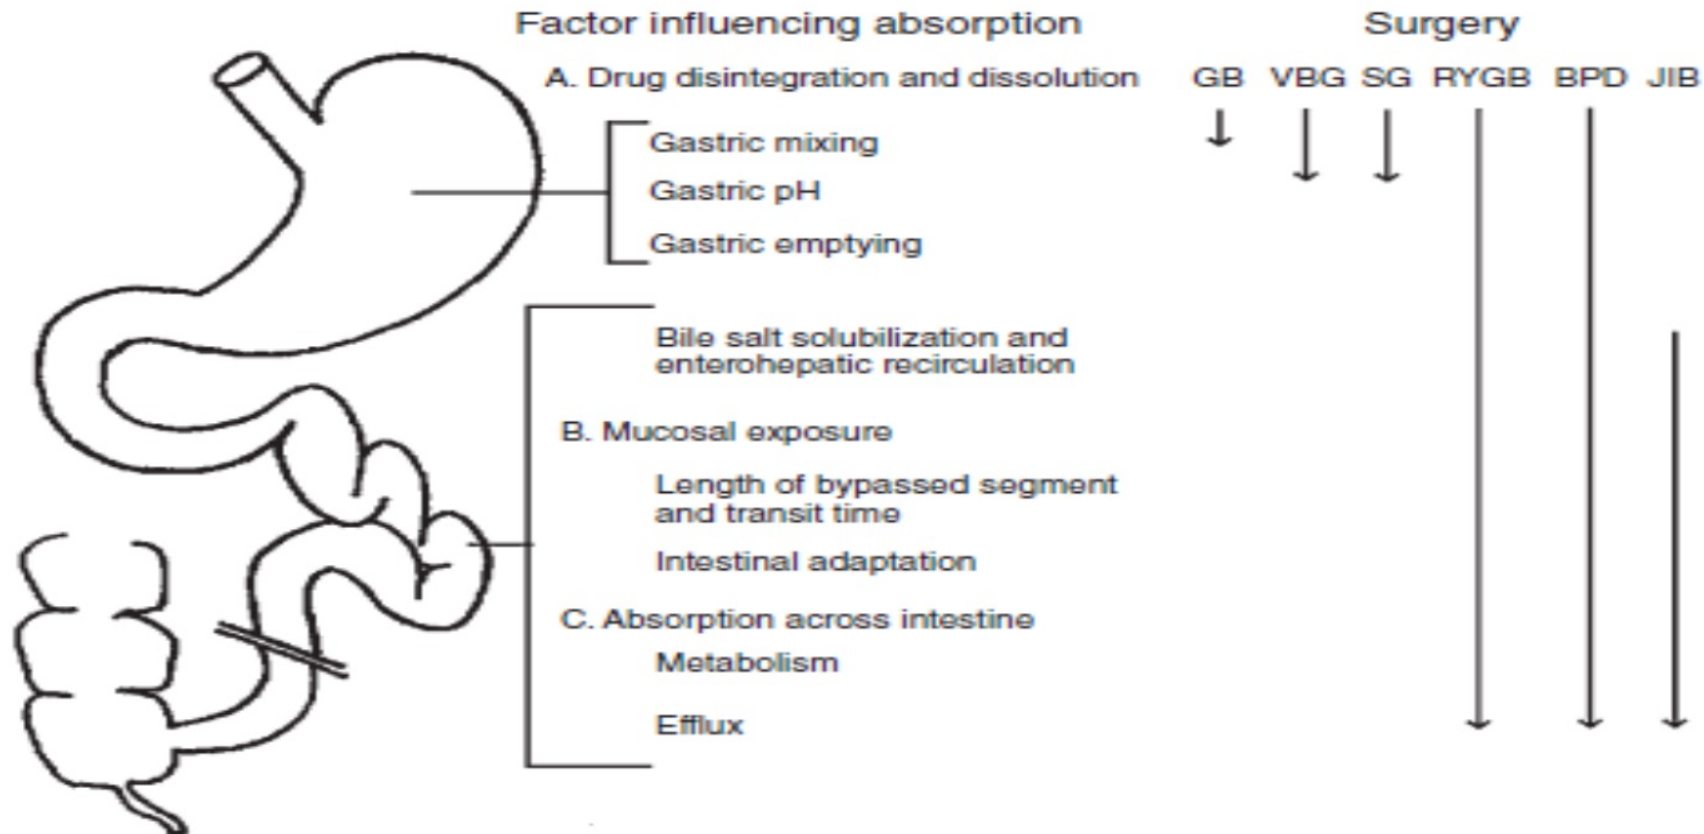 Factor influencing absorption
Surgery
A. Drug disintegration and dissolution
GB VBG SG RYGB BPD JIB
Gastric mixing
Gastric pH
Gastric emptying
Bile salt solubilization and
enterohepatic recirculation
B. Mucosal exposure
Length of bypassed segment
and transit time
Intestinal adaptation
C. Absorption across intestine
Metabolism
Efflux